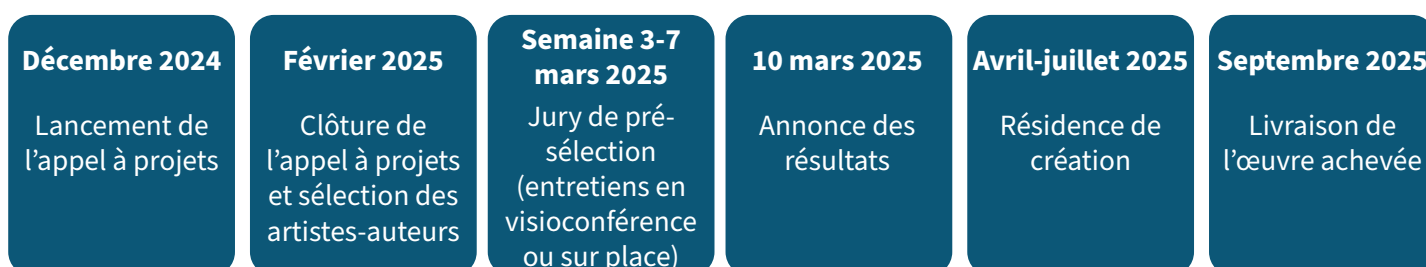 Décembre 2024
Lancement de
l’appel à projets
Février 2025
Clôture de
l’appel à projets
et sélection des
artistes-auteurs
Semaine 3-7
mars 2025
Jury de pré-
sélection
(entretiens en
visioconférence
ou sur place)
10 mars 2025
Annonce des
résultats
Avril-juillet 2025
Résidence de
création
Septembre 2025
Livraison de
l’œuvre achevée